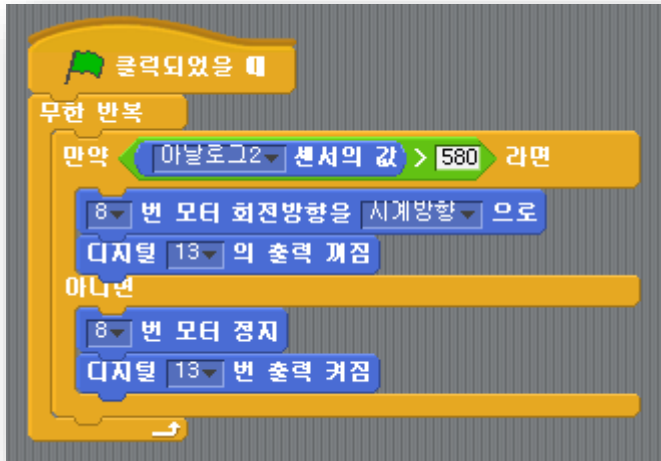 클릭되었을 때
무한 반복
만약 아날로그2 센서의 값 > 580 라면
8 번 모터 회전방향을 시계방향 으로
디지털 13 의 출력 꺼짐
아니면
8 번 모터 정지
디지털 13 번 출력 켜짐